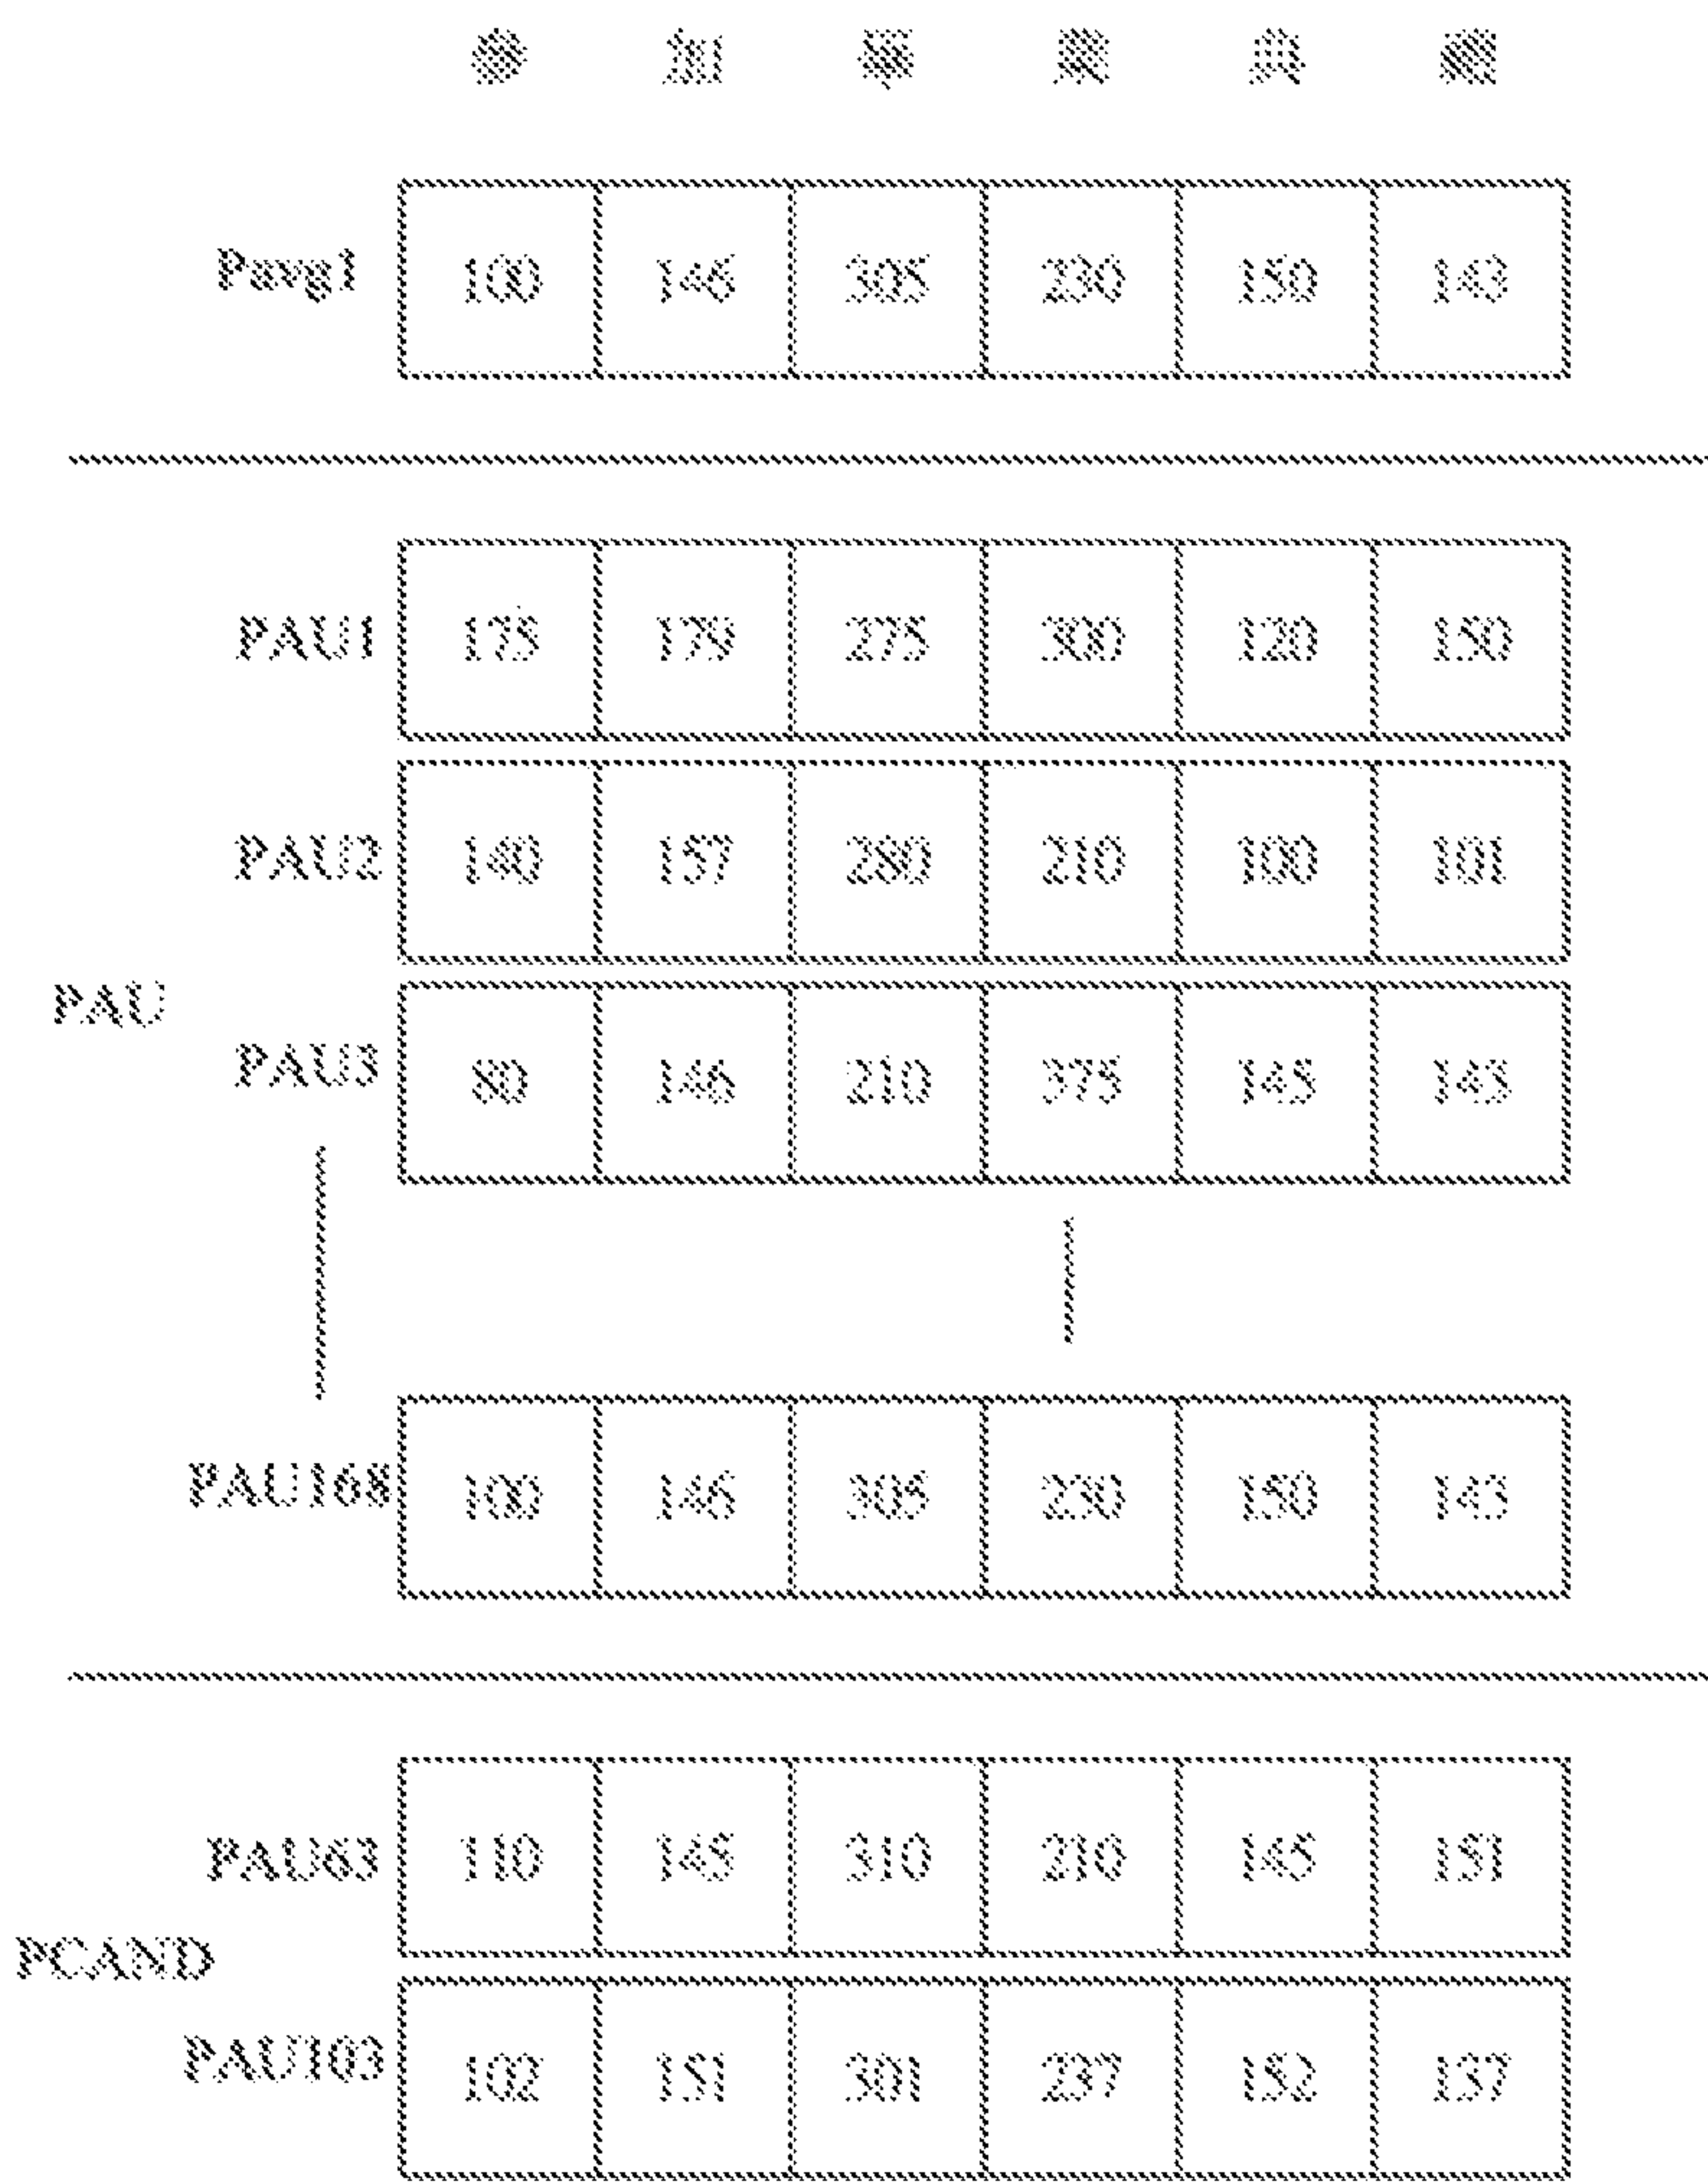 加
Pavg1 100 146 305 230 150 143
PAU1 175 179 275 300 120 150
PAU2 140 157 280 210 100 101
PAU
PAU3 80 146 210 375 145 143
PAU168 100 146 305 230 150 143
PAU63 110 145 310 210 145 151
PCAND
PAU103 102 151 301 237 152 137